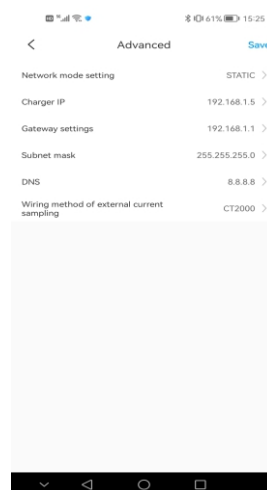 61% 15:25
Advanced Save
Network mode setting STATIC
Charger IP 192.168.1.5
Gateway settings 192.168.1.1
Subnet mask 255.255.255.0
DNS 8.8.8.8
Wiring method of external current
sampling CT2000